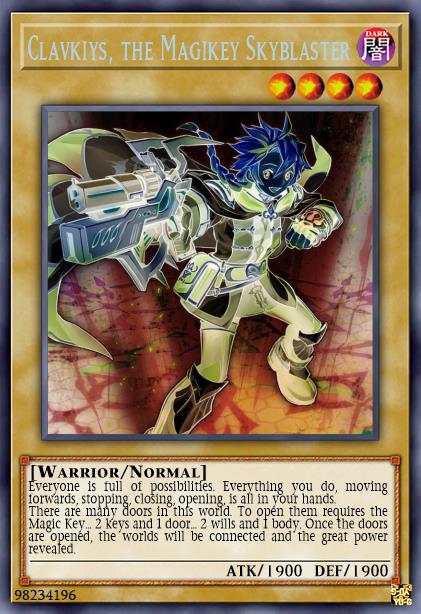 Clavkiys, the Magikey Skyblaster
DARK
闇
[Warrior/Normal]
Everyone is full of possibilities. Everything you do, moving
forwards, stopping, closing, opening, is all in your hands.
There are many doors in this world. To open them requires the
Magic Key... 2 keys and 1 door... 2 wills and 1 body. Once the doors
are opened, the worlds will be connected and the great power
revealed.
ATK/1900 DEF/1900
98234196